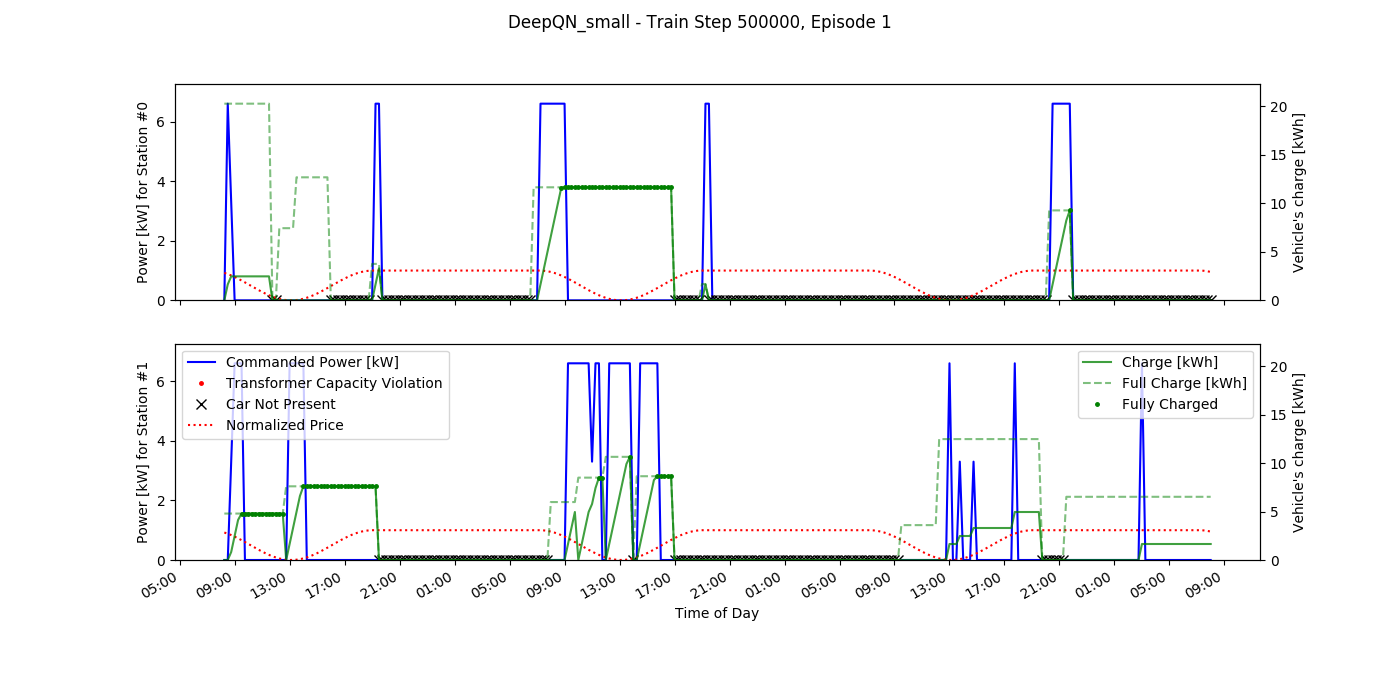 DeepQN_small - Train Step 500000, Episode 1
Power [kW] for Station #0
0
2
4
6
0
5
10
15
20
Vehicle's charge [kWh]
Power [kW] for Station #1
0
2
4
6
Commanded Power [kW]
Transformer Capacity Violation
Car Not Present
Normalized Price
Charge [kWh]
Full Charge [kWh]
Fully Charged
0
5
10
15
20
Vehicle's charge [kWh]
05:00
09:00
13:00
17:00
21:00
01:00
05:00
09:00
13:00
17:00
21:00
01:00
05:00
09:00
13:00
17:00
21:00
01:00
05:00
09:00
Time of Day